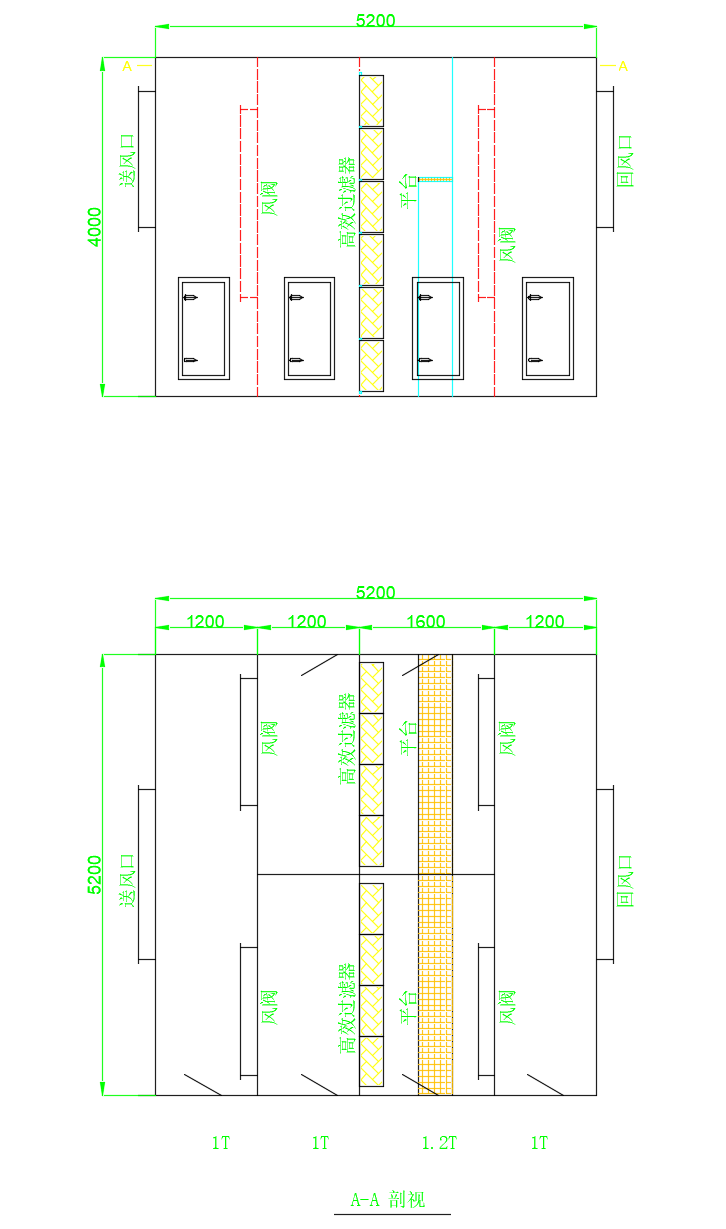 5200
A
A
送风口
风阀
高效过滤器
平台
风阀
回风口
4000
5200
1200
1200
1600
1200
风阀
高效过滤器
平台
风阀
5200
送风口
回风口
风阀
高效过滤器
平台
风阀
1T
1T
1.2T
1T
A-A 剖视